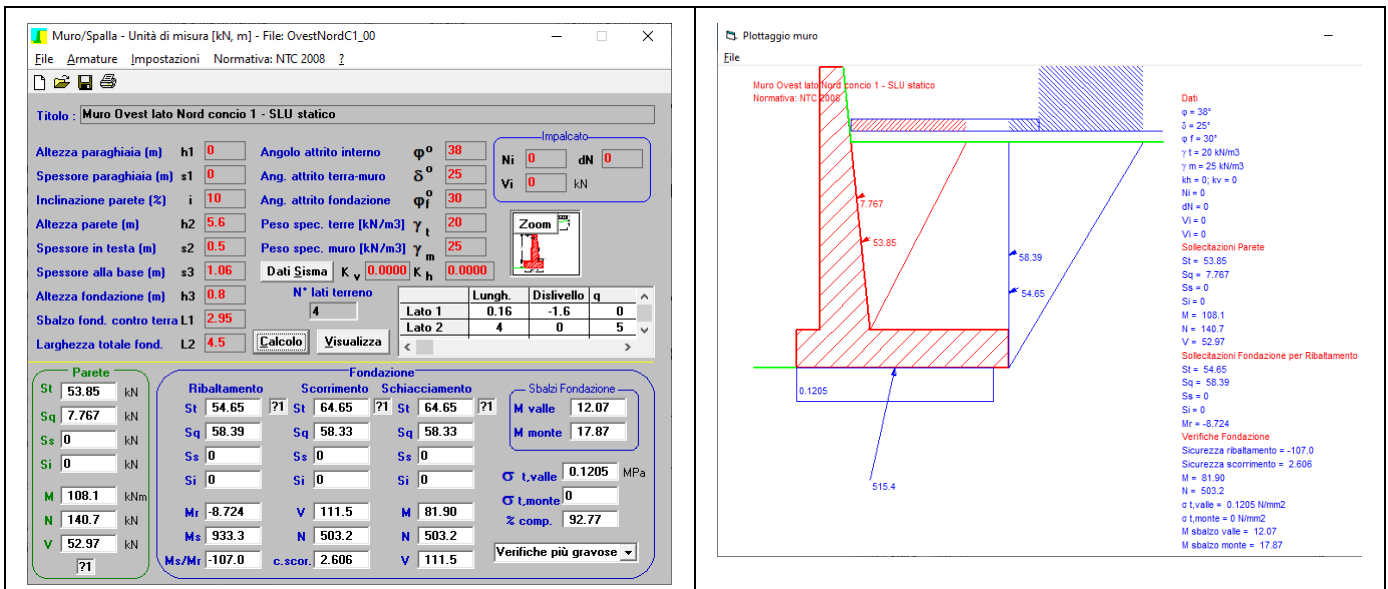 Muro/Spalla - Unità di misura [kN, m] - File: OvestNordC1_00
File Armature Impostazioni Normativa: NTC 2008 ?
Titolo : Muro Ovest lato Nord concio 1 - SLU statico
Altezza paraghiaia (m) h1 0
Spessore paraghiaia (m) s1 0
Inclinazione parete (%) i 10
Altezza parete (m) h2 5.6
Spessore in testa (m) s2 0.5
Spessore alla base (m) s3 1.06
Altezza fondazione (m) h3 0.8
Sbalzo fond. contro terra L1 2.95
Larghezza totale fond. L2 4.5
Angolo attrito interno φ° 38
Ang. attrito terra-muro δ° 25
Ang. attrito fondazione φf° 30
Peso spec. terre [kN/m3] γt 20
Peso spec. muro [kN/m3] γm 25
Dati Sisma Kv 0.0000 Kh 0.0000
N° lati terreno
4
Calcolo Visualizza
Impalcato
Ni 0 dN 0
Vi 0 kN
Zoom
Lungh. Dislivello q
Lato 1 0.16 -1.6 0
Lato 2 4 0 5
Parete
St 53.85 kN
Sq 7.767 kN
Ss 0 kN
Si 0 kN
M 108.1 kNm
N 140.7 kN
V 52.97 kN
?1
Fondazione
Ribaltamento Scorrimento Schiacciamento
St 54.65 ?1 St 64.65 ?1 St 64.65 ?1
Sq 58.39 Sq 58.33 Sq 58.33
Ss 0 Ss 0 Ss 0
Si 0 Si 0 Si 0
Mr -8.724 V 111.5 M 81.90
Ms 933.3 N 503.2 N 503.2
Ms/Mr -107.0 c.scor. 2.606 V 111.5
Sbalzi Fondazione
M valle 12.07
M monte 17.87
σ t,valle 0.1205 MPa
σ t,monte 0
% comp. 92.77
Verifiche più gravose
Plottaggio muro
File
Muro Ovest lato Nord concio 1 - SLU statico
Normativa: NTC 2008
7.767
53.85
58.39
54.65
0.1205
515.4
Dati
φ = 38°
δ = 25°
φ f = 30°
γ t = 20 kN/m3
γ m = 25 kN/m3
kh = 0; kv = 0
Ni = 0
dN = 0
Vi = 0
Vi = 0
Sollecitazioni Parete
St = 53.85
Sq = 7.767
Ss = 0
Si = 0
M = 108.1
N = 140.7
V = 52.97
Sollecitazioni Fondazione per Ribaltamento
St = 54.65
Sq = 58.39
Ss = 0
Si = 0
Mr = -8.724
Verifiche Fondazione
Sicurezza ribaltamento = -107.0
Sicurezza scorrimento = 2.606
M = 81.90
N = 503.2
σ t,valle = 0.1205 N/mm2
σ t,monte = 0 N/mm2
M sbalzo valle = 12.07
M sbalzo monte = 17.87